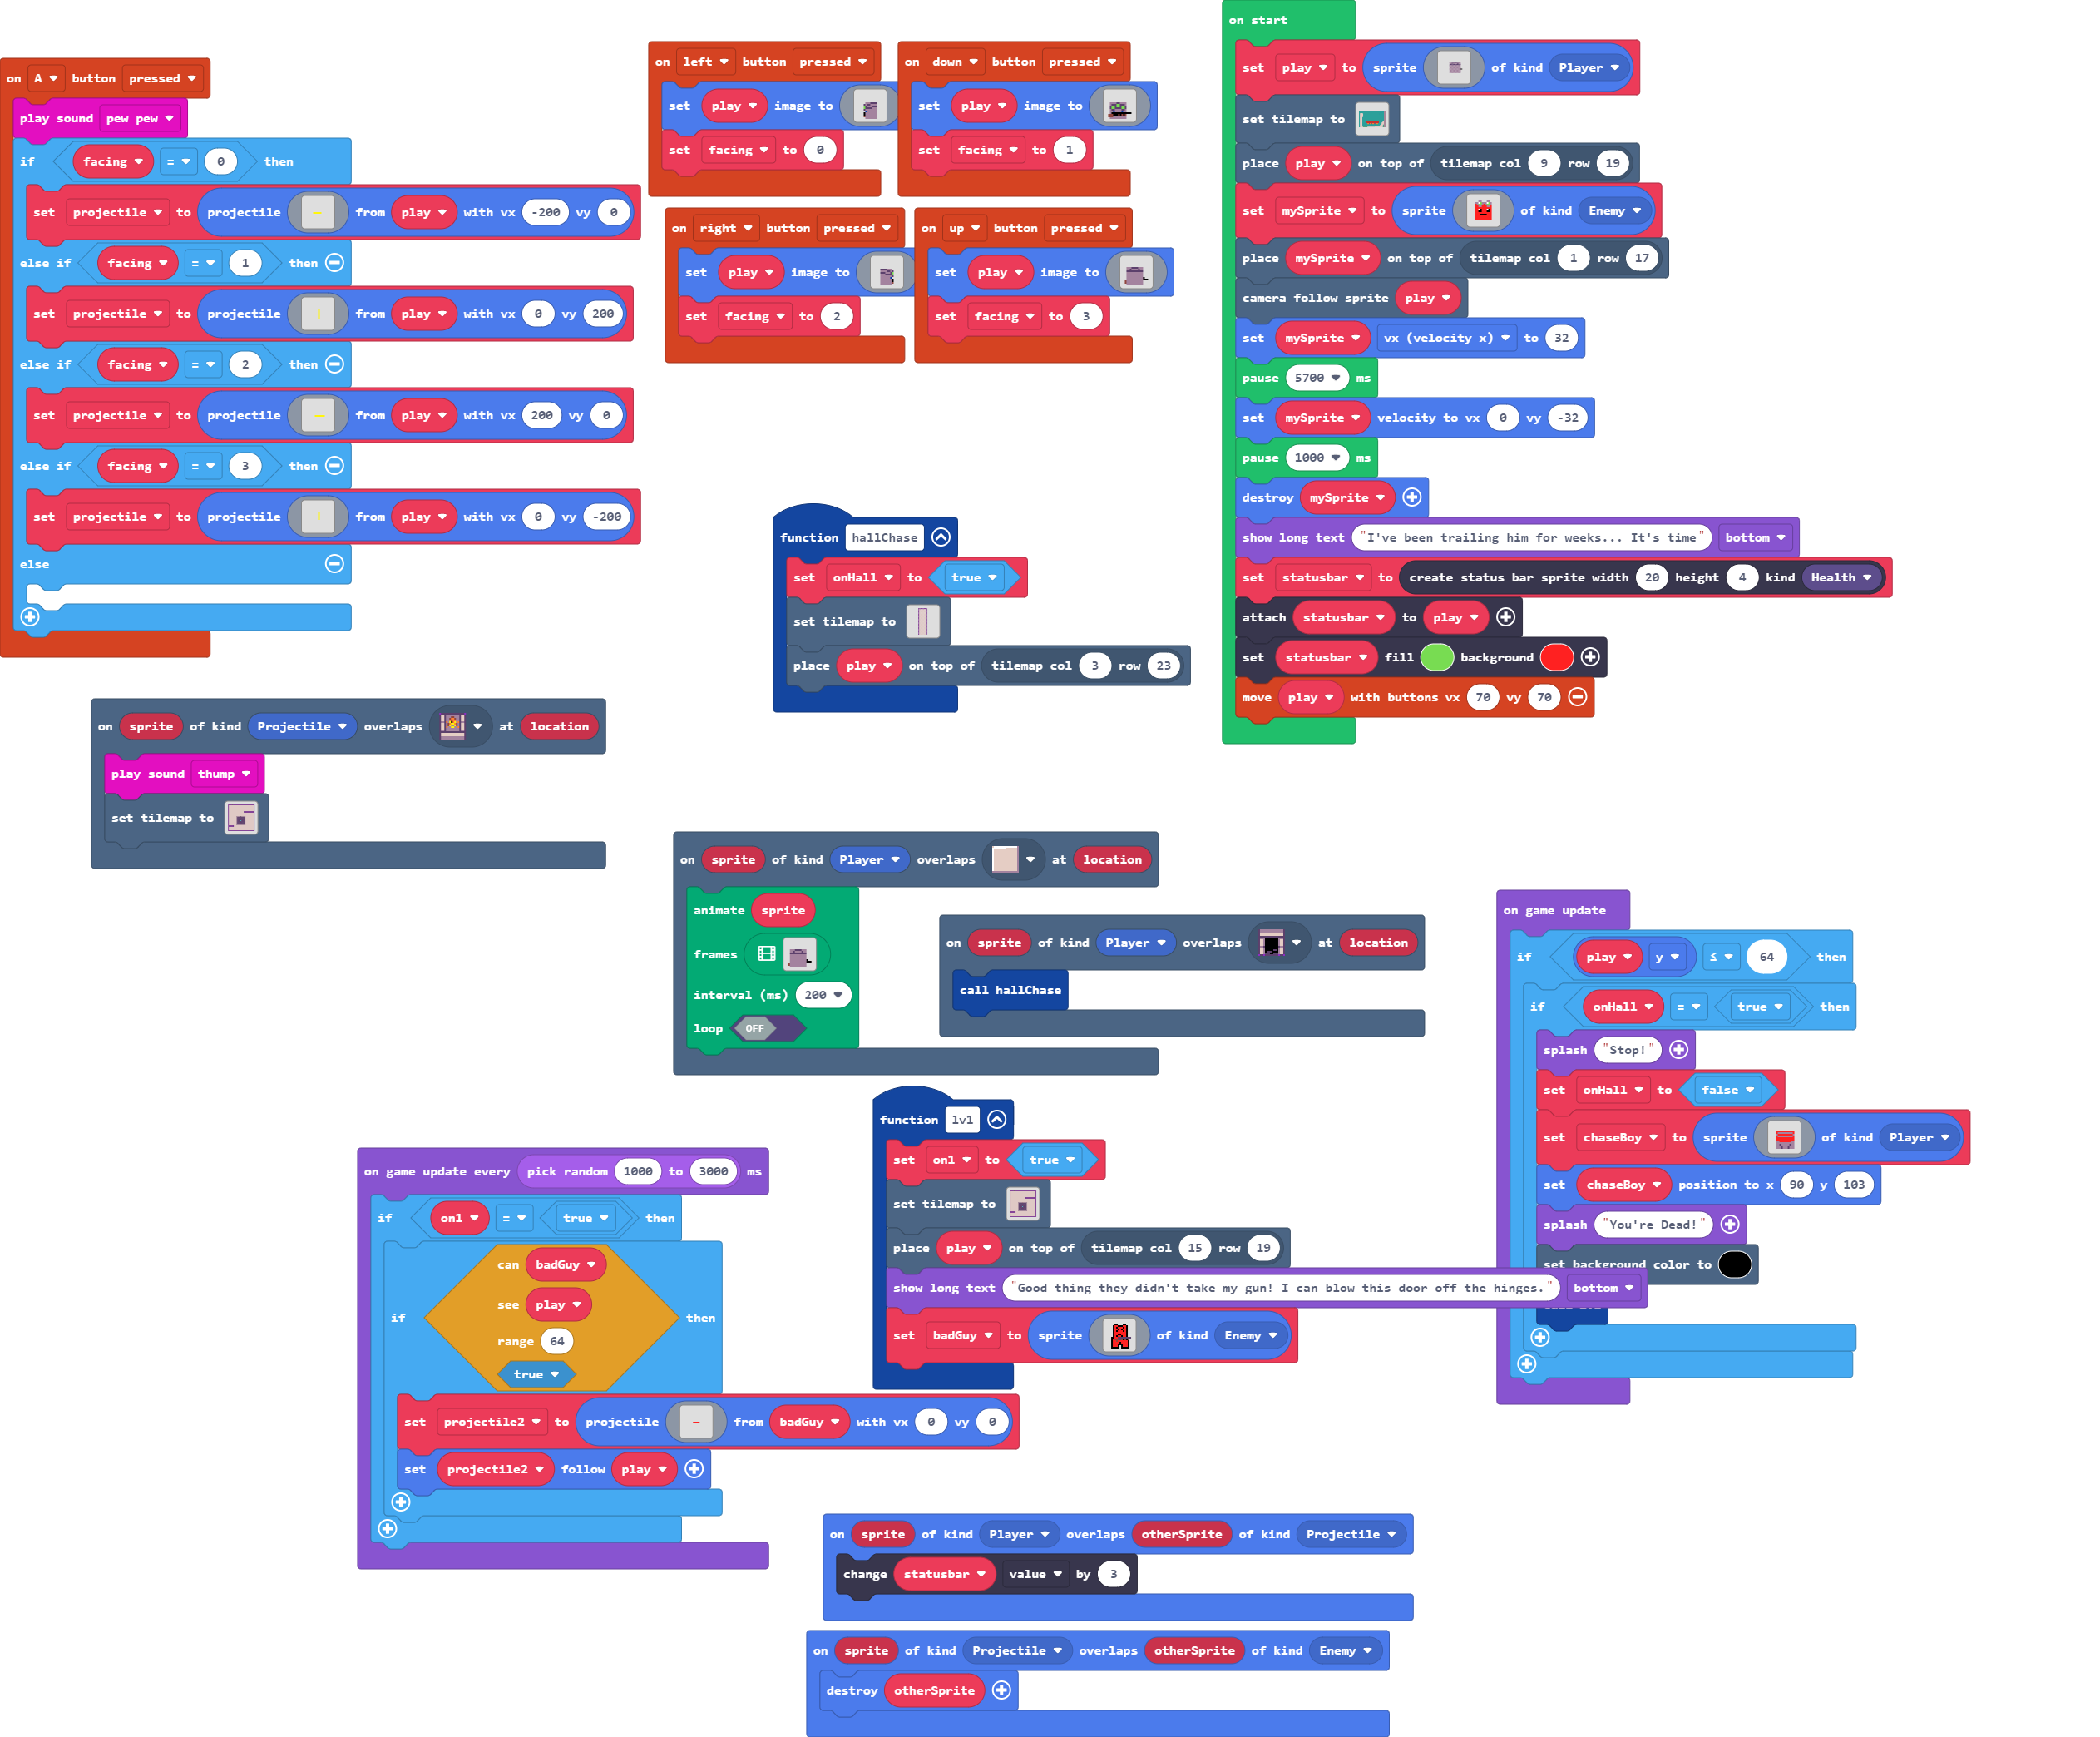 on A button pressed
play sound pew pew
if facing = 0 then
set projectile to projectile from play with vx -200 vy 0
else if facing = 1 then
set projectile to projectile from play with vx 0 vy 200
else if facing = 2 then
set projectile to projectile from play with vx 200 vy 0
else if facing = 3 then
set projectile to projectile from play with vx 0 vy -200
else
on left button pressed
set play image to
set facing to 0
on down button pressed
set play image to
set facing to 1
on right button pressed
set play image to
set facing to 2
on up button pressed
set play image to
set facing to 3
on start
set play to sprite of kind Player
set tilemap to
place play on top of tilemap col 9 row 19
set mySprite to sprite of kind Enemy
place mySprite on top of tilemap col 1 row 17
camera follow sprite play
set mySprite vx (velocity x) to 32
pause 5700 ms
set mySprite velocity to vx 0 vy -32
pause 1000 ms
destroy mySprite
show long text "I've been trailing him for weeks... It's time" bottom
set statusbar to create status bar sprite width 20 height 4 kind Health
attach statusbar to play
set statusbar fill background
move play with buttons vx 70 vy 70
function hallChase
set onHall to true
set tilemap to
place play on top of tilemap col 3 row 23
on sprite of kind Projectile overlaps at location
play sound thump
set tilemap to
on sprite of kind Player overlaps at location
animate sprite
frames
interval (ms) 200
loop OFF
on sprite of kind Player overlaps at location
call hallChase
on game update
if play y ≤ 64 then
if onHall = true then
splash "Stop!"
set onHall to false
set chaseBoy to sprite of kind Player
set chaseBoy position to x 90 y 103
splash "You're Dead!"
set background color to
function lv1
set on1 to true
set tilemap to
place play on top of tilemap col 15 row 19
show long text "Good thing they didn't take my gun! I can blow this door off the hinges." bottom
set badGuy to sprite of kind Enemy
on game update every pick random 1000 to 3000 ms
if on1 = true then
if can badGuy
see play
range 64
true
then
set projectile2 to projectile from badGuy with vx 0 vy 0
set projectile2 follow play
on sprite of kind Player overlaps otherSprite of kind Projectile
change statusbar value by 3
on sprite of kind Projectile overlaps otherSprite of kind Enemy
destroy otherSprite